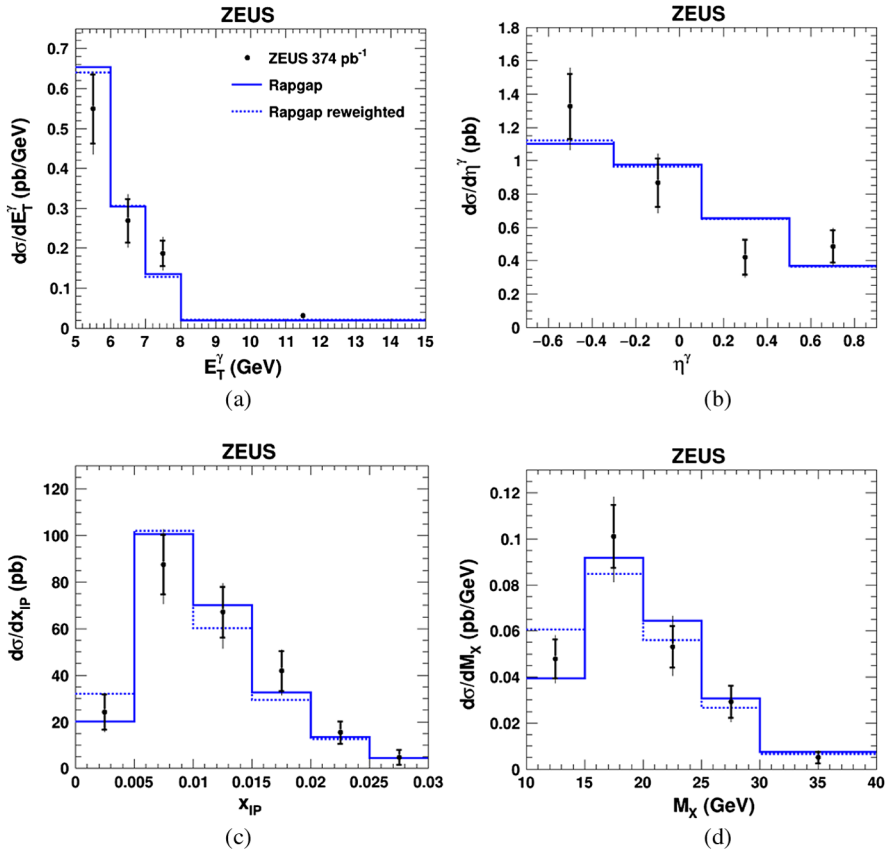 ZEUS
0.7
0.6
0.5
0.4
0.3
0.2
0.1
0
dσ/dE_T^γ (pb/GeV)
ZEUS 374 pb⁻¹
Rapgap
Rapgap reweighted
5 6 7 8 9 10 11 12 13 14 15
E_T^γ (GeV)
(a)
ZEUS
1.8
1.6
1.4
1.2
1
0.8
0.6
0.4
0.2
0
dσ/dη^γ (pb)
−0.6 −0.4 −0.2 0 0.2 0.4 0.6 0.8
η^γ
(b)
ZEUS
120
100
80
60
40
20
0
dσ/dx_IP (pb)
0 0.005 0.01 0.015 0.02 0.025 0.03
x_IP
(c)
ZEUS
0.12
0.1
0.08
0.06
0.04
0.02
0
dσ/dM_X (pb/GeV)
10 15 20 25 30 35 40
M_X (GeV)
(d)